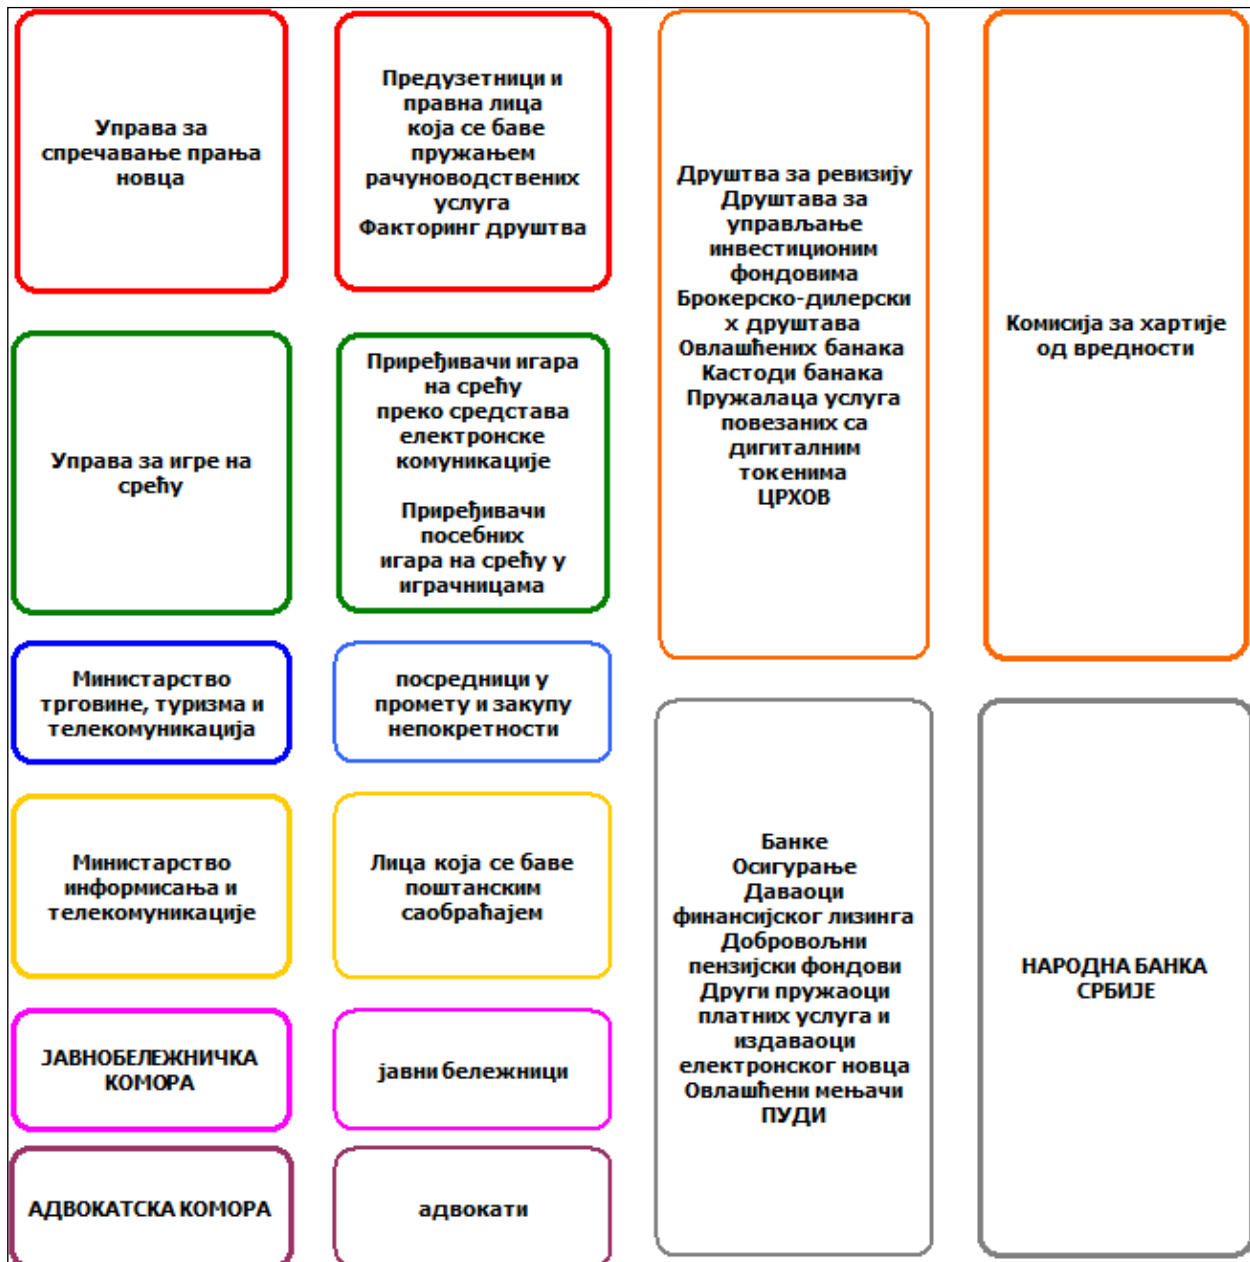 Управа за
спречавање прања
новца
Предузетници и
правна лица
која се баве
пружањем
рачуноводствених
услуга
Факторинг друштва
Друштва за ревизију
Друштава за
управљање
инвестиционим
фондовима
Брокерско-дилерски
х друштава
Овлашћених банака
Кастоди банака
Пружалаца услуга
повезаних са
дигиталним
токенима
ЦРХОВ
Комисија за хартије
од вредности
Управа за игре на
срећу
Приређивачи игара
на срећу
преко средстава
електронске
комуникације
Приређивачи
посебних
игара на срећу у
играчницама
Министарство
трговине, туризма и
телекомуникација
посредници у
промету и закупу
непокретности
Министарство
информисања и
телекомуникације
Лица која се баве
поштанским
саобраћајем
Банке
Осигурање
Даваоци
финансијског лизинга
Добровољни
пензијски фондови
Други пружаоци
платних услуга и
издаваоци
електронског новца
Овлашћени мењачи
ПУДИ
НАРОДНА БАНКА
СРБИЈЕ
ЈАВНОБЕЛЕЖНИЧКА
КОМОРА
јавни бележници
АДВОКАТСКА КОМОРА
адвокати